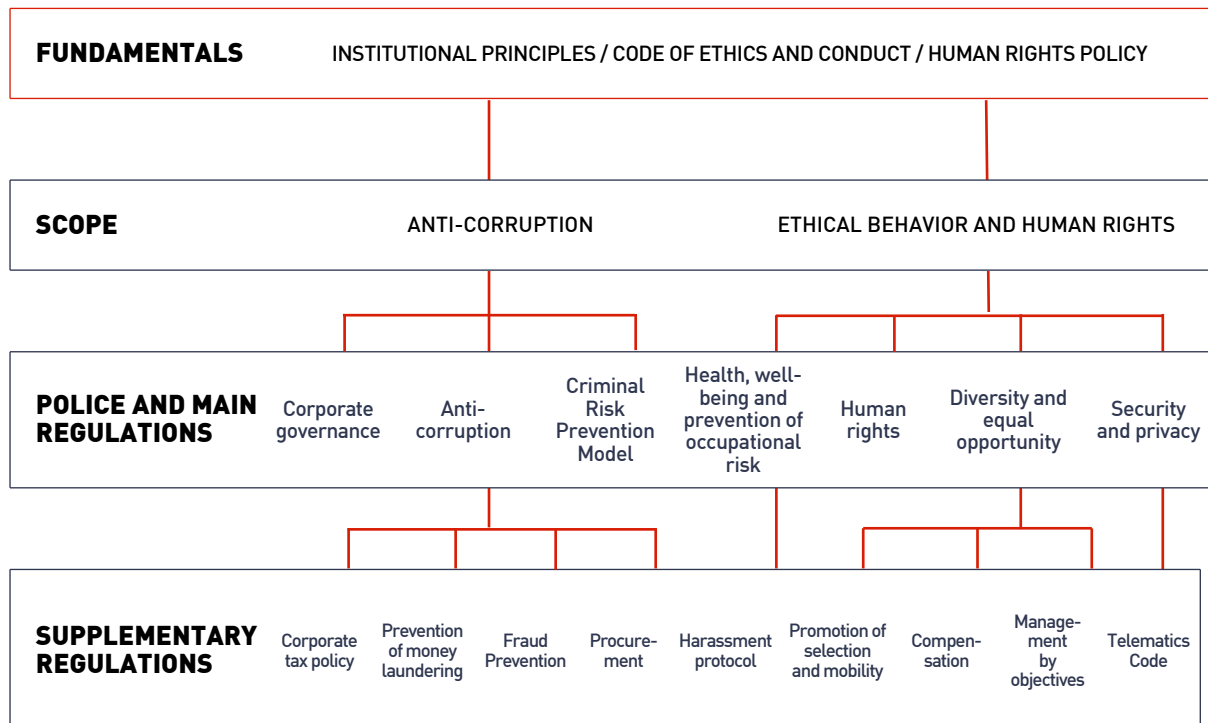 FUNDAMENTALS
INSTITUTIONAL PRINCIPLES / CODE OF ETHICS AND CONDUCT / HUMAN RIGHTS POLICY
SCOPE
ANTI-CORRUPTION
ETHICAL BEHAVIOR AND HUMAN RIGHTS
POLICE AND MAIN
REGULATIONS
Corporate
governance
Anti-
corruption
Criminal
Risk
Prevention
Model
Health, well-
being and
prevention of
occupational
risk
Human
rights
Diversity and
equal
opportunity
Security
and privacy
SUPPLEMENTARY
REGULATIONS
Corporate
tax policy
Prevention
of money
laundering
Fraud
Prevention
Procure-
ment
Harassment
protocol
Promotion of
selection
and mobility
Compen-
sation
Manage-
ment
by
objectives
Telematics
Code